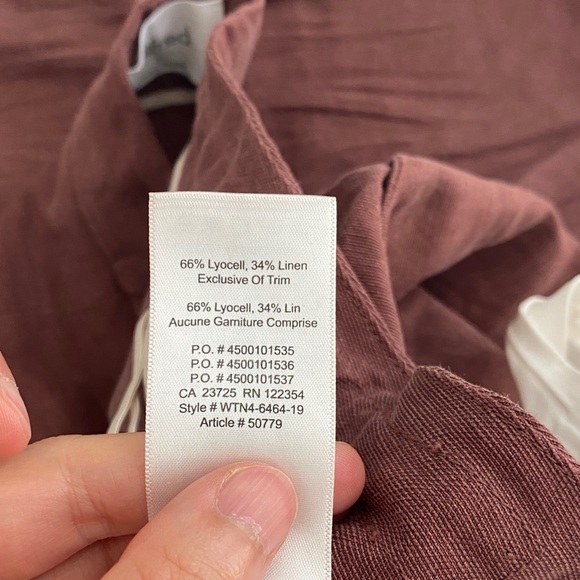 66% Lyocell, 34% Linen
Exclusive Of Trim
66% Lyocell, 34% Lin
Aucune Garniture Comprise
P.O. # 4500101535
P.O. # 4500101536
P.O. # 4500101537
CA 23725 RN 122354
Style # WTN4-6464-19
Article # 50779